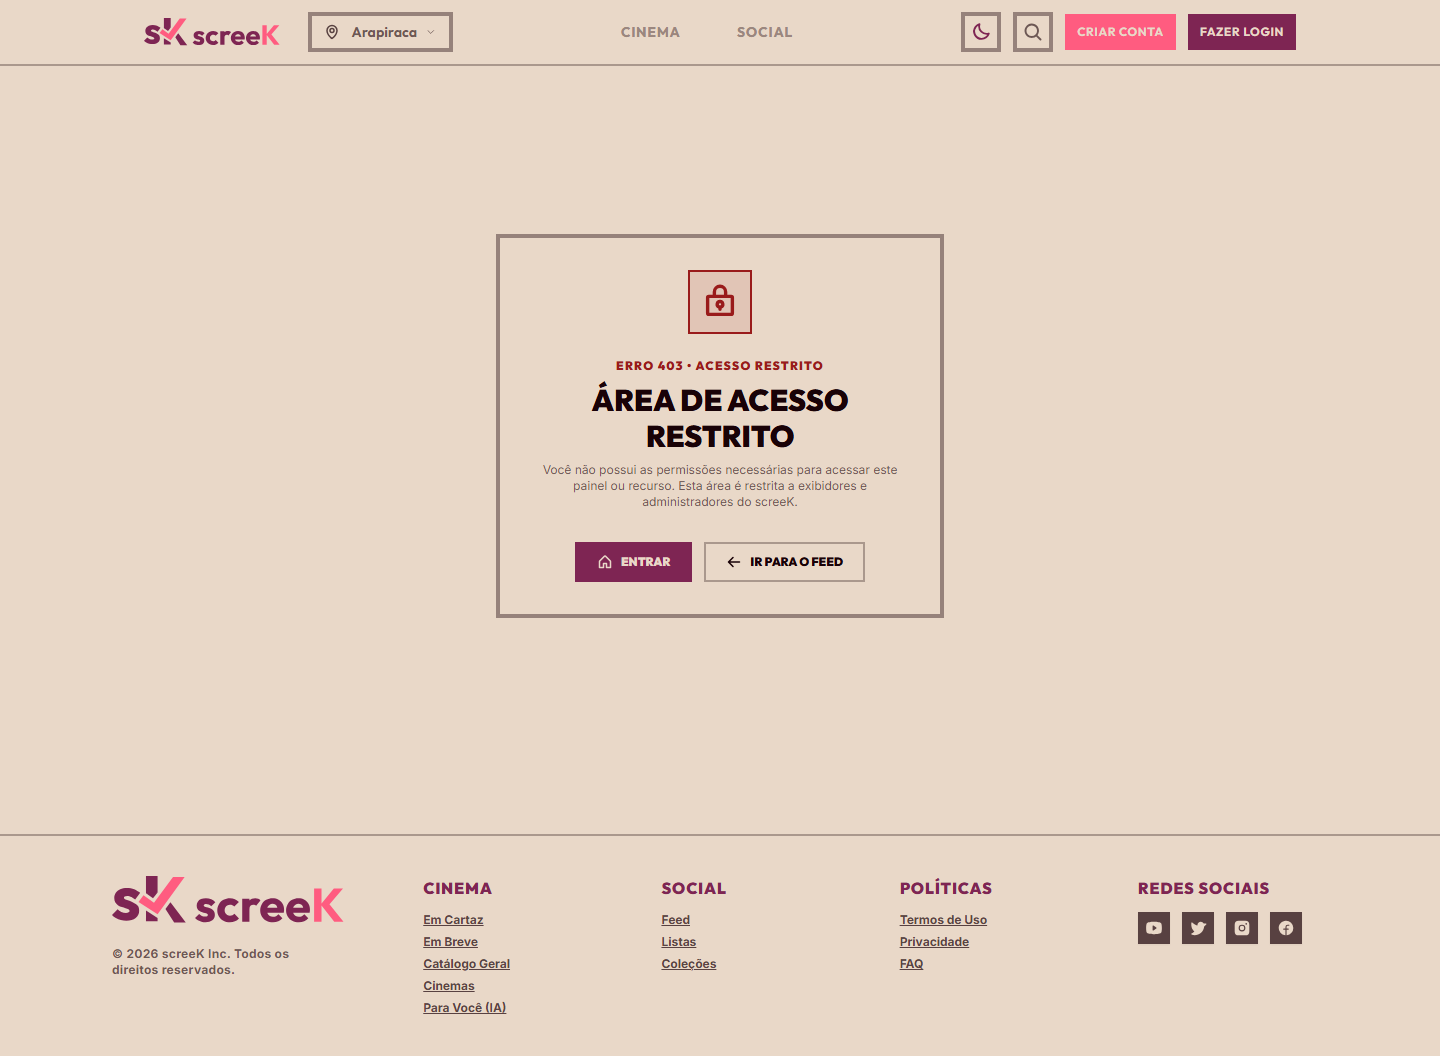 sK screeK
Arapiraca
CINEMA
SOCIAL
CRIAR CONTA
FAZER LOGIN
ERRO 403 • ACESSO RESTRITO
ÁREA DE ACESSO
RESTRITO
Você não possui as permissões necessárias para acessar este
painel ou recurso. Esta área é restrita a exibidores e
administradores do screeK.
ENTRAR
IR PARA O FEED
sK screeK
© 2026 screeK Inc. Todos os
direitos reservados.
CINEMA
Em Cartaz
Em Breve
Catálogo Geral
Cinemas
Para Você (IA)
SOCIAL
Feed
Listas
Coleções
POLÍTICAS
Termos de Uso
Privacidade
FAQ
REDES SOCIAIS